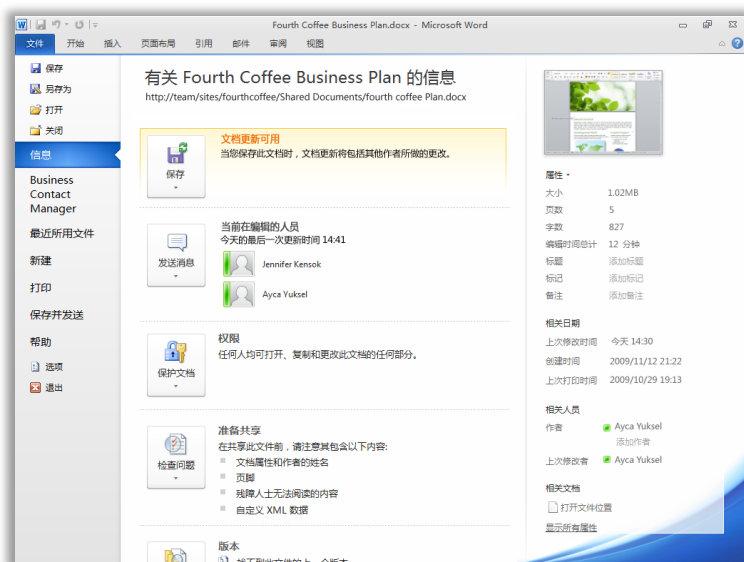 Fourth Coffee Business Plan.docx - Microsoft Word
文件 开始 插入 页面布局 引用 邮件 审阅 视图
保存
另存为
打开
关闭
信息
Business
Contact
Manager
最近所用文件
新建
打印
保存并发送
帮助
选项
退出
有关 Fourth Coffee Business Plan 的信息
http://team/sites/fourthcoffee/Shared Documents/fourth coffee Plan.docx
保存
文档更新可用
当您保存此文档时，文档更新将包括其他作者所做的更改。
发送消息
当前在编辑的人员
今天的最后一次更新时间 14:41
Jennifer Kensok
Ayca Yuksel
保护文档
权限
任何人均可打开、复制和更改此文档的任何部分。
检查问题
准备共享
在共享此文件前，请注意其包含以下内容:
文档属性和作者的姓名
页脚
残障人士无法阅读的内容
自定义 XML 数据
版本
找不到此文件的上一个版本
属性
大小 1.02MB
页数 5
字数 827
编辑时间总计 12 分钟
标题 添加标题
标记 添加标记
备注 添加备注
相关日期
上次修改时间 今天 14:30
创建时间 2009/11/12 21:22
上次打印时间 2009/10/29 19:13
相关人员
作者 Ayca Yuksel
添加作者
上次修改者 Ayca Yuksel
相关文档
打开文件位置
显示所有属性